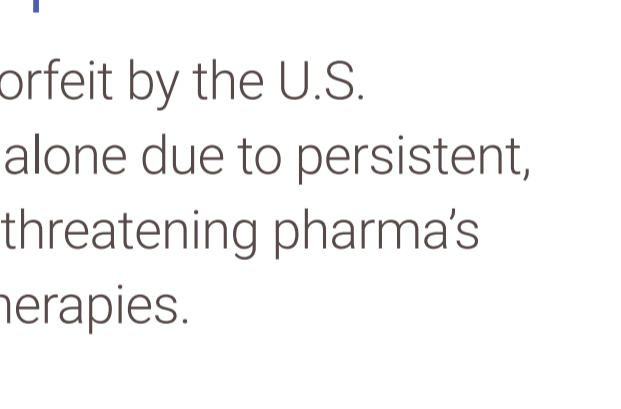 orfeit by the U.S.
alone due to persistent,
threatening pharma’s
herapies.